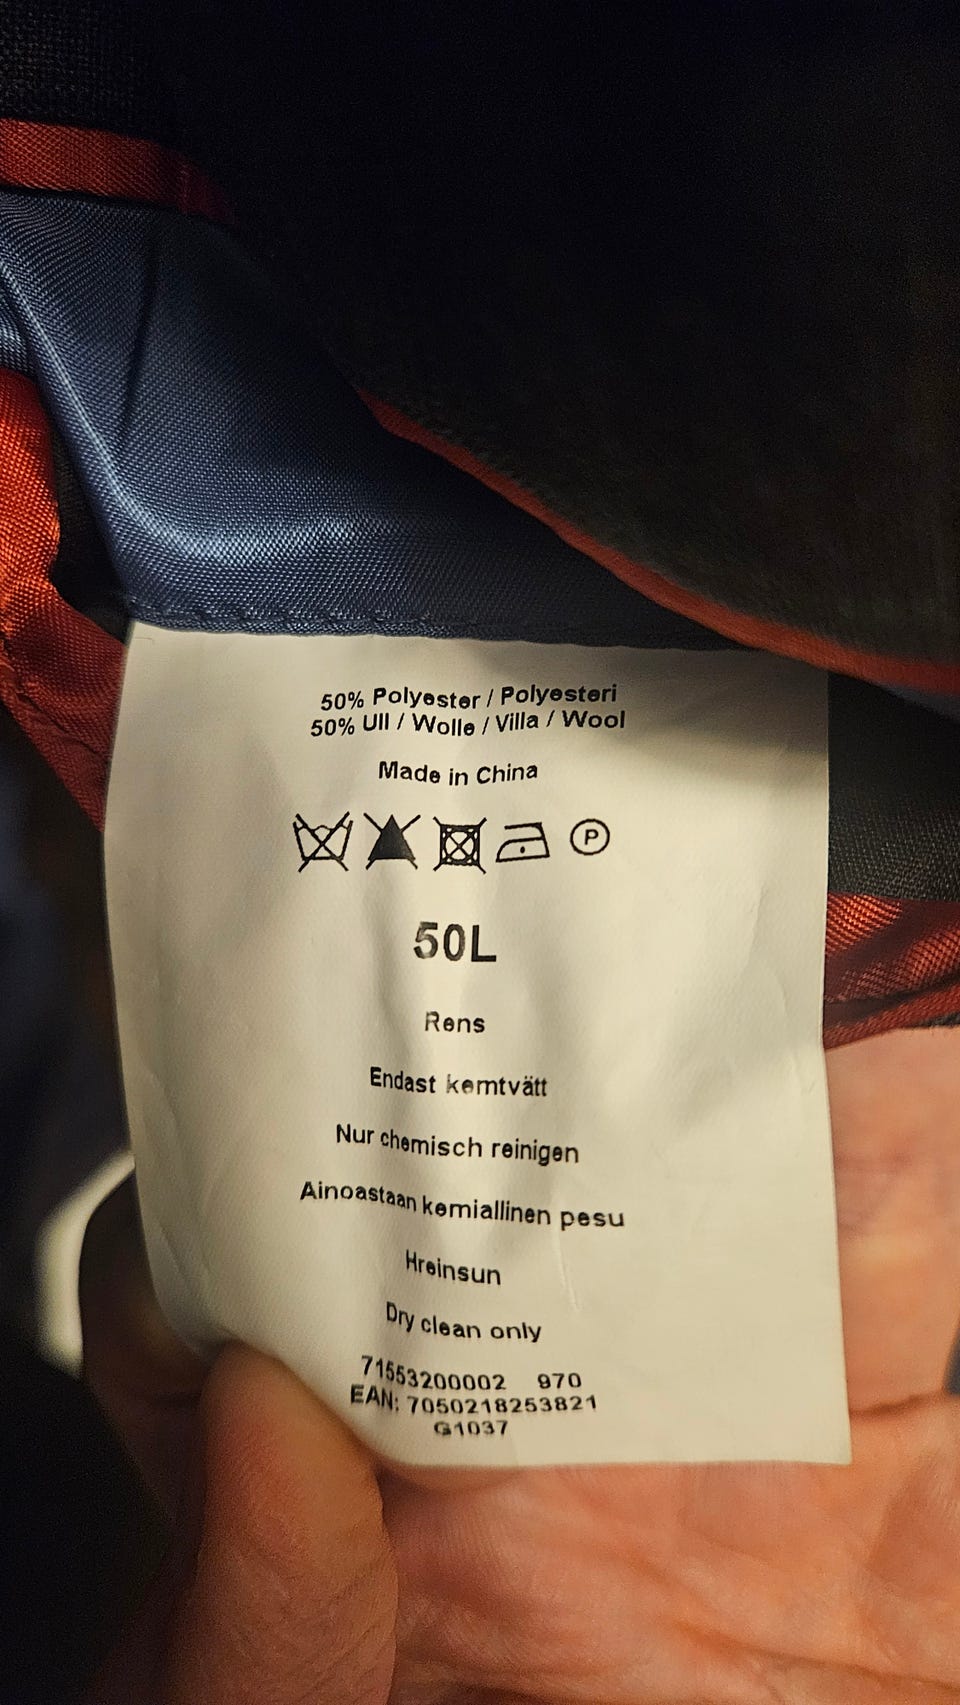 50% Polyester / Polyesteri
50% Ull / Wolle / Villa / Wool
Made in China
P
50L
Rens
Endast kemtvätt
Nur chemisch reinigen
Ainoastaan kemiallinen pesu
Hreinsun
Dry clean only
71553200002 970
EAN: 7050218253821
G1037